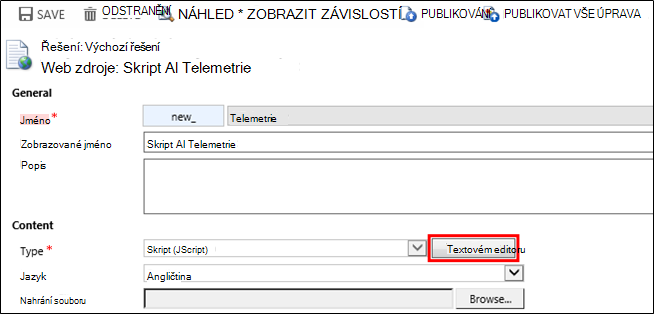 SAVE ODSTRANĚNÍ NÁHLED * ZOBRAZIT ZÁVISLOSTÍ PUBLIKOVÁNÍ PUBLIKOVAT VŠE ÚPRAVA
Řešení: Výchozí řešení
Web zdroje: Skript AI Telemetrie
General
Jméno* new_ Telemetrie
Zobrazované jméno Skript AI Telemetrie
Popis
Content
Type * Skript (JScript) Textovém editoru
Jazyk Angličtina
Nahrání souboru Browse...